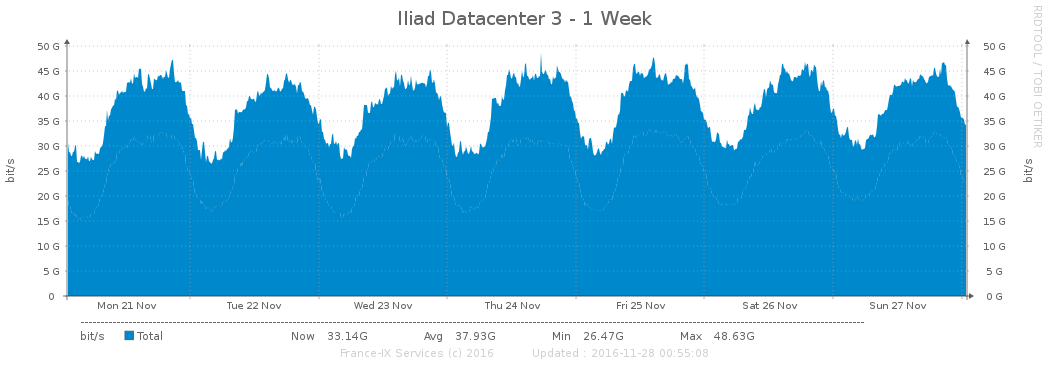 Iliad Datacenter 3 - 1 Week
RRDTOOL / TOBI OETIKER
bit/s
50 G 50 G
45 G 45 G
40 G 40 G
35 G 35 G
30 G 30 G
25 G 25 G
20 G 20 G
15 G 15 G
10 G 10 G
5 G 5 G
0 0 G
bit/s
Mon 21 Nov Tue 22 Nov Wed 23 Nov Thu 24 Nov Fri 25 Nov Sat 26 Nov Sun 27 Nov
bit/s Total Now 33.14G Avg 37.93G Min 26.47G Max 48.63G
France-IX Services (c) 2016 Updated : 2016-11-28 00:55:08